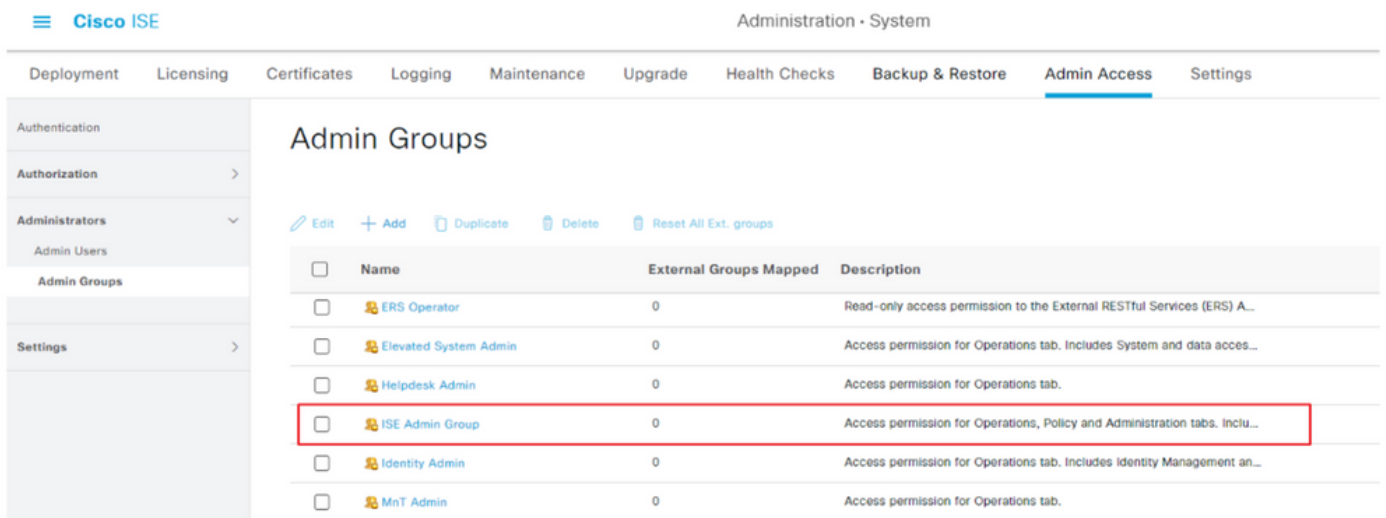 Cisco ISE
Administration · System
Deployment Licensing Certificates Logging Maintenance Upgrade Health Checks Backup & Restore Admin Access Settings
Authentication
Authorization
Administrators
Admin Users
Admin Groups
Settings
Admin Groups
Edit Add Duplicate Delete Reset All Ext. groups
Name External Groups Mapped Description
ERS Operator 0 Read-only access permission to the External RESTful Services (ERS) A...
Elevated System Admin 0 Access permission for Operations tab. Includes System and data acces...
Helpdesk Admin 0 Access permission for Operations tab.
ISE Admin Group 0 Access permission for Operations, Policy and Administration tabs. Inclu...
Identity Admin 0 Access permission for Operations tab. Includes Identity Management an...
MnT Admin 0 Access permission for Operations tab.